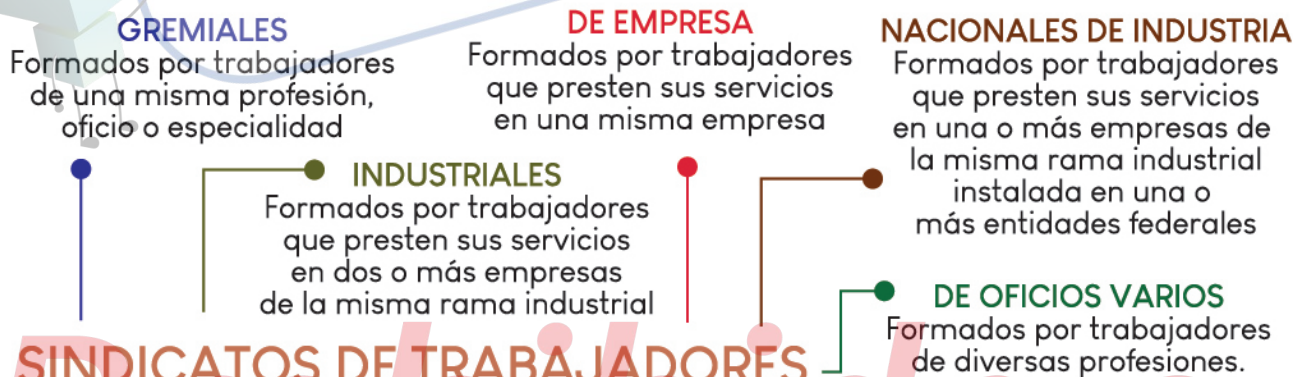 GREMIALES
Formados por trabajadores
de una misma profesión,
oficio o especialidad
DE EMPRESA
Formados por trabajadores
que presten sus servicios
en una misma empresa
NACIONALES DE INDUSTRIA
Formados por trabajadores
que presten sus servicios
en una o más empresas de
la misma rama industrial
instalada en una o
más entidades federales
INDUSTRIALES
Formados por trabajadores
que presten sus servicios
en dos o más empresas
de la misma rama industrial
DE OFICIOS VARIOS
Formados por trabajadores
de diversas profesiones.
SINDICATOS DE TRABAJADORES